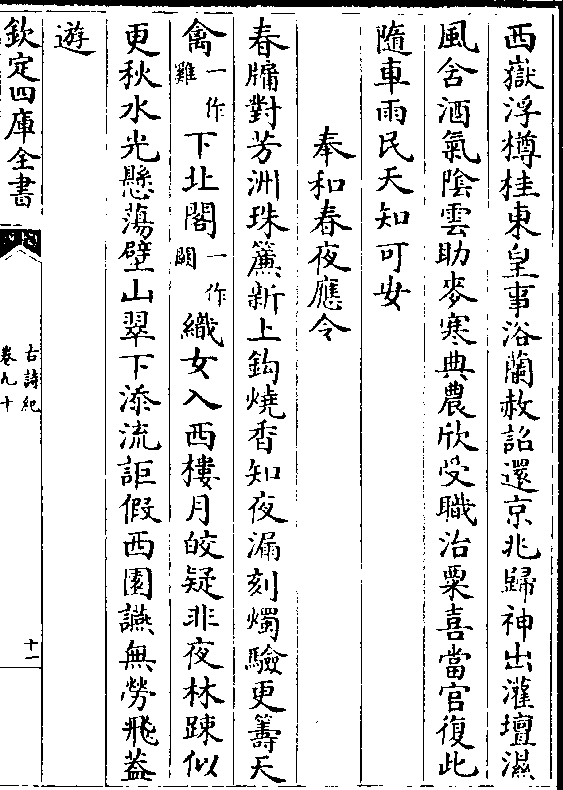 西嶽浮樽桂東皇事浴蘭赦詔還京兆歸神出灌壇濕
風含酒氣陰雲助麥寒典農欣受職治粟喜當官復此
隨車雨民天知可安
奉和春夜應令
春牖對芳洲珠簾新上鈎燒香知夜漏刻燭驗更籌天
禽一作雞下北閣一作闗織女入西樓月皎疑非夜林踈似
更秋水光懸蕩壁山翠下添流詎假西園讌無勞飛蓋
遊
欽定四庫全書
古詩紀
卷九十
十一